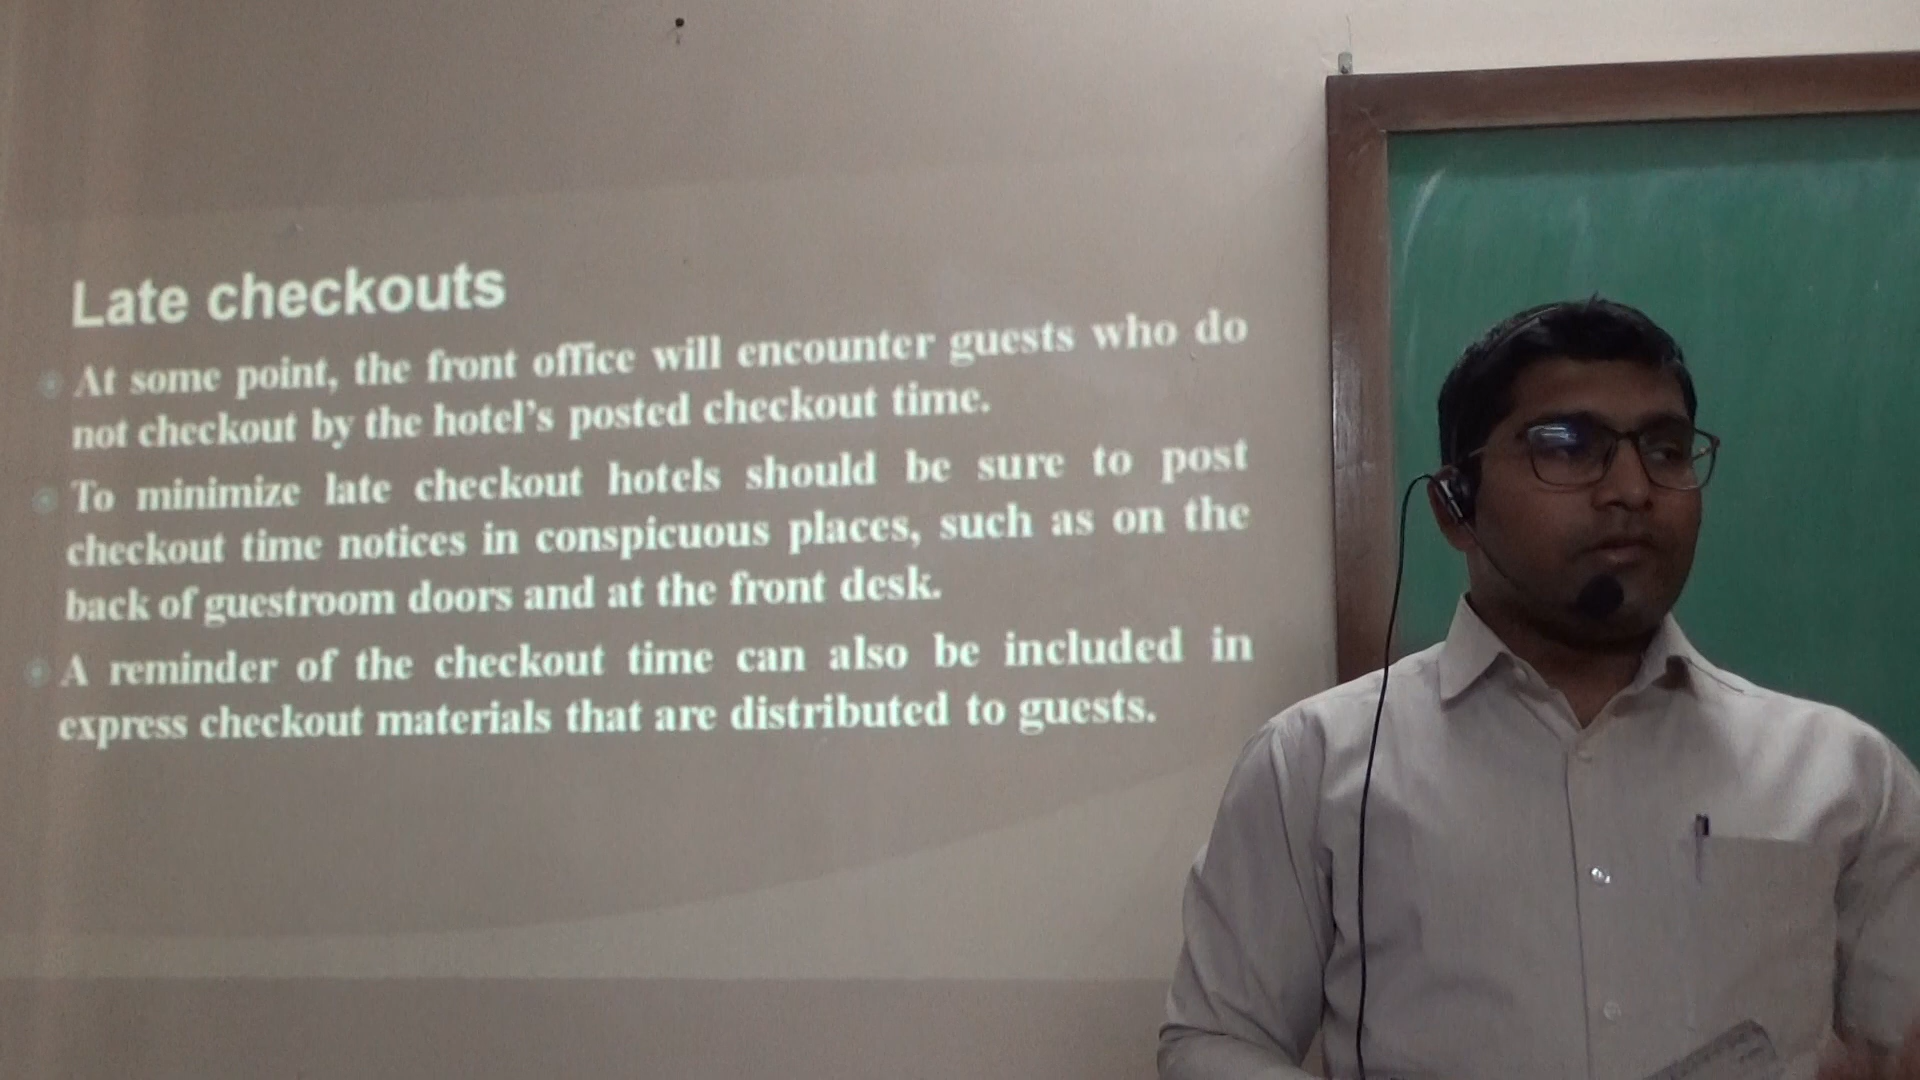 Late checkouts
At some point, the front office will encounter guests who do
not checkout by the hotel's posted checkout time.
To minimize late checkout hotels should be sure to post
checkout time notices in conspicuous places, such as on the
back of guestroom doors and at the front desk.
A reminder of the checkout time can also be included in
express checkout materials that are distributed to guests.